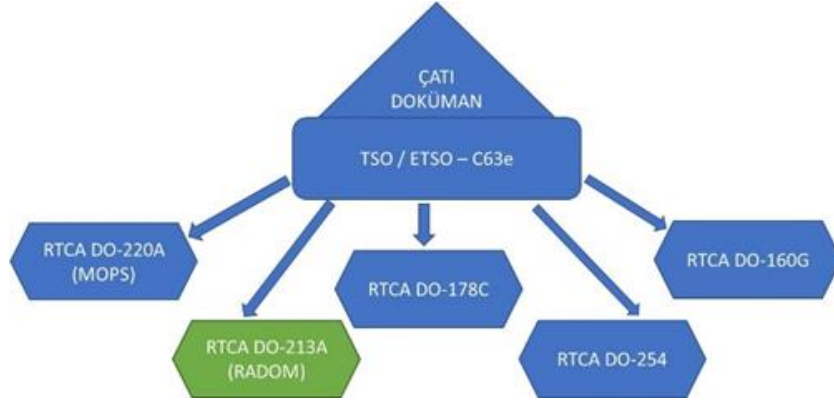 ÇATI
DOKÜMAN
TSO / ETSO – C63e
RTCA DO-220A
(MOPS)
RTCA DO-213A
(RADOM)
RTCA DO-178C
RTCA DO-254
RTCA DO-160G